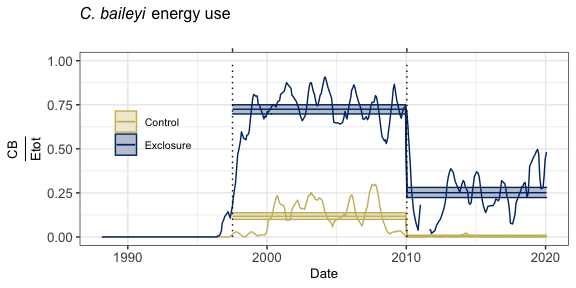 C. baileyi energy use
1.00
0.75
0.50
0.25
0.00
CB
Etot
Control
Exclosure
1990
2000
2010
2020
Date